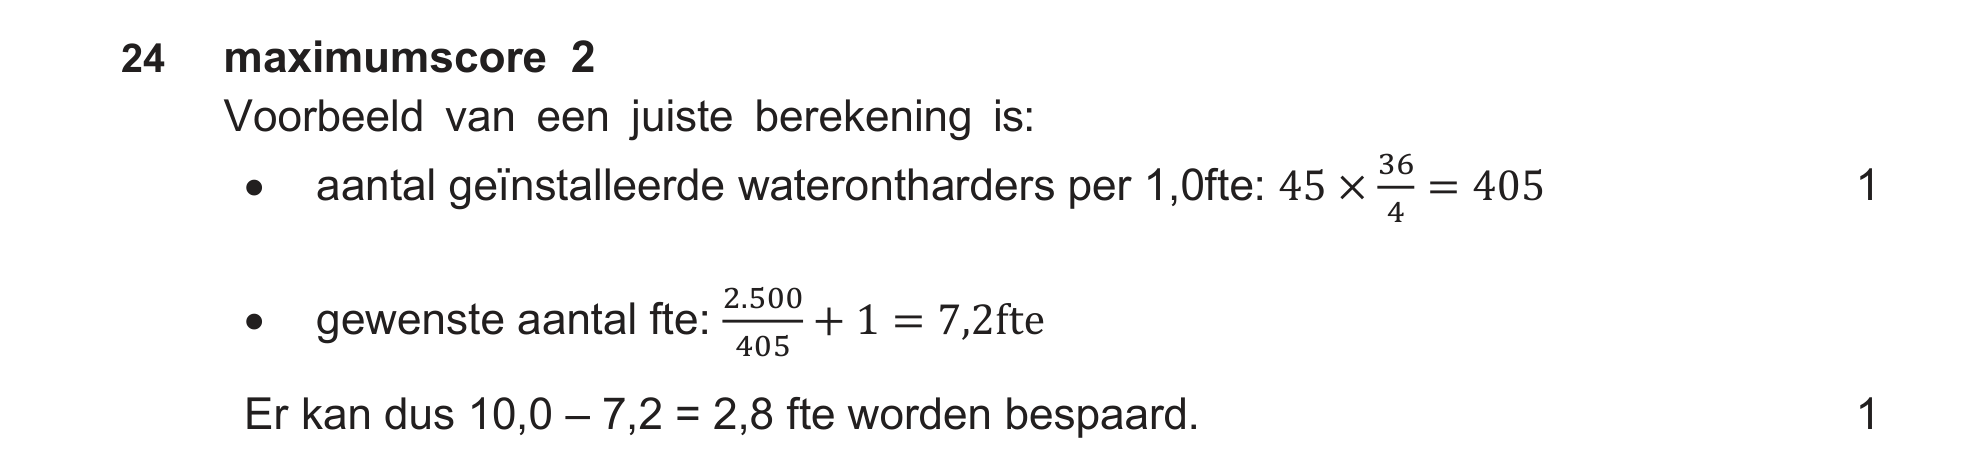 24 maximumscore 2
Voorbeeld van een juiste berekening is:
• aantal geïnstalleerde waterontharders per 1,0fte: 45 × 36/4 = 405 1
• gewenste aantal fte: 2.500/405 + 1 = 7,2fte
Er kan dus 10,0 – 7,2 = 2,8 fte worden bespaard. 1